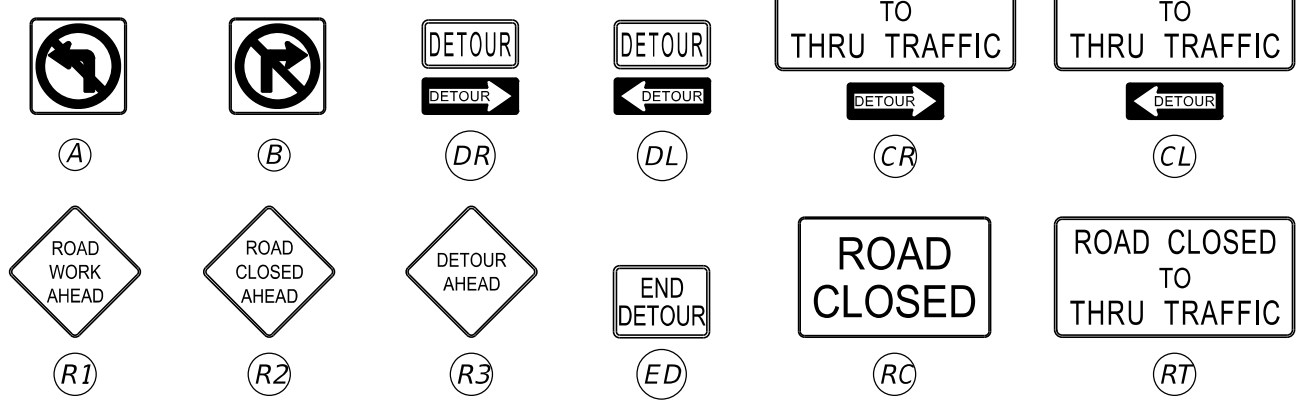 TO
THRU TRAFFIC
TO
THRU TRAFFIC
DETOUR
DETOUR
DETOUR
DETOUR
DETOUR
DETOUR
A
B
DR
DL
CR
CL
ROAD
WORK
AHEAD
ROAD
CLOSED
AHEAD
DETOUR
AHEAD
END
DETOUR
ROAD
CLOSED
ROAD CLOSED
TO
THRU TRAFFIC
R1
R2
R3
ED
RC
RT